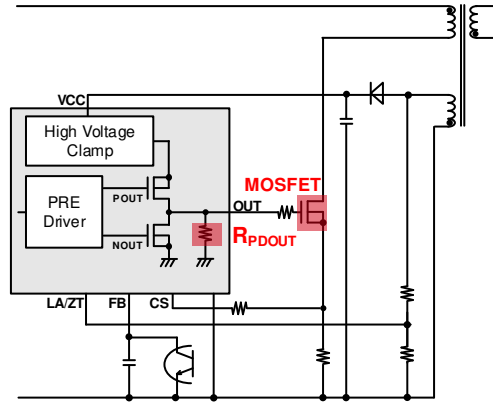 VCC
High Voltage
Clamp
MOSFET
POUT
OUT
PRE
Driver
RPDOUT
NOUT
LA/ZT
FB
CS